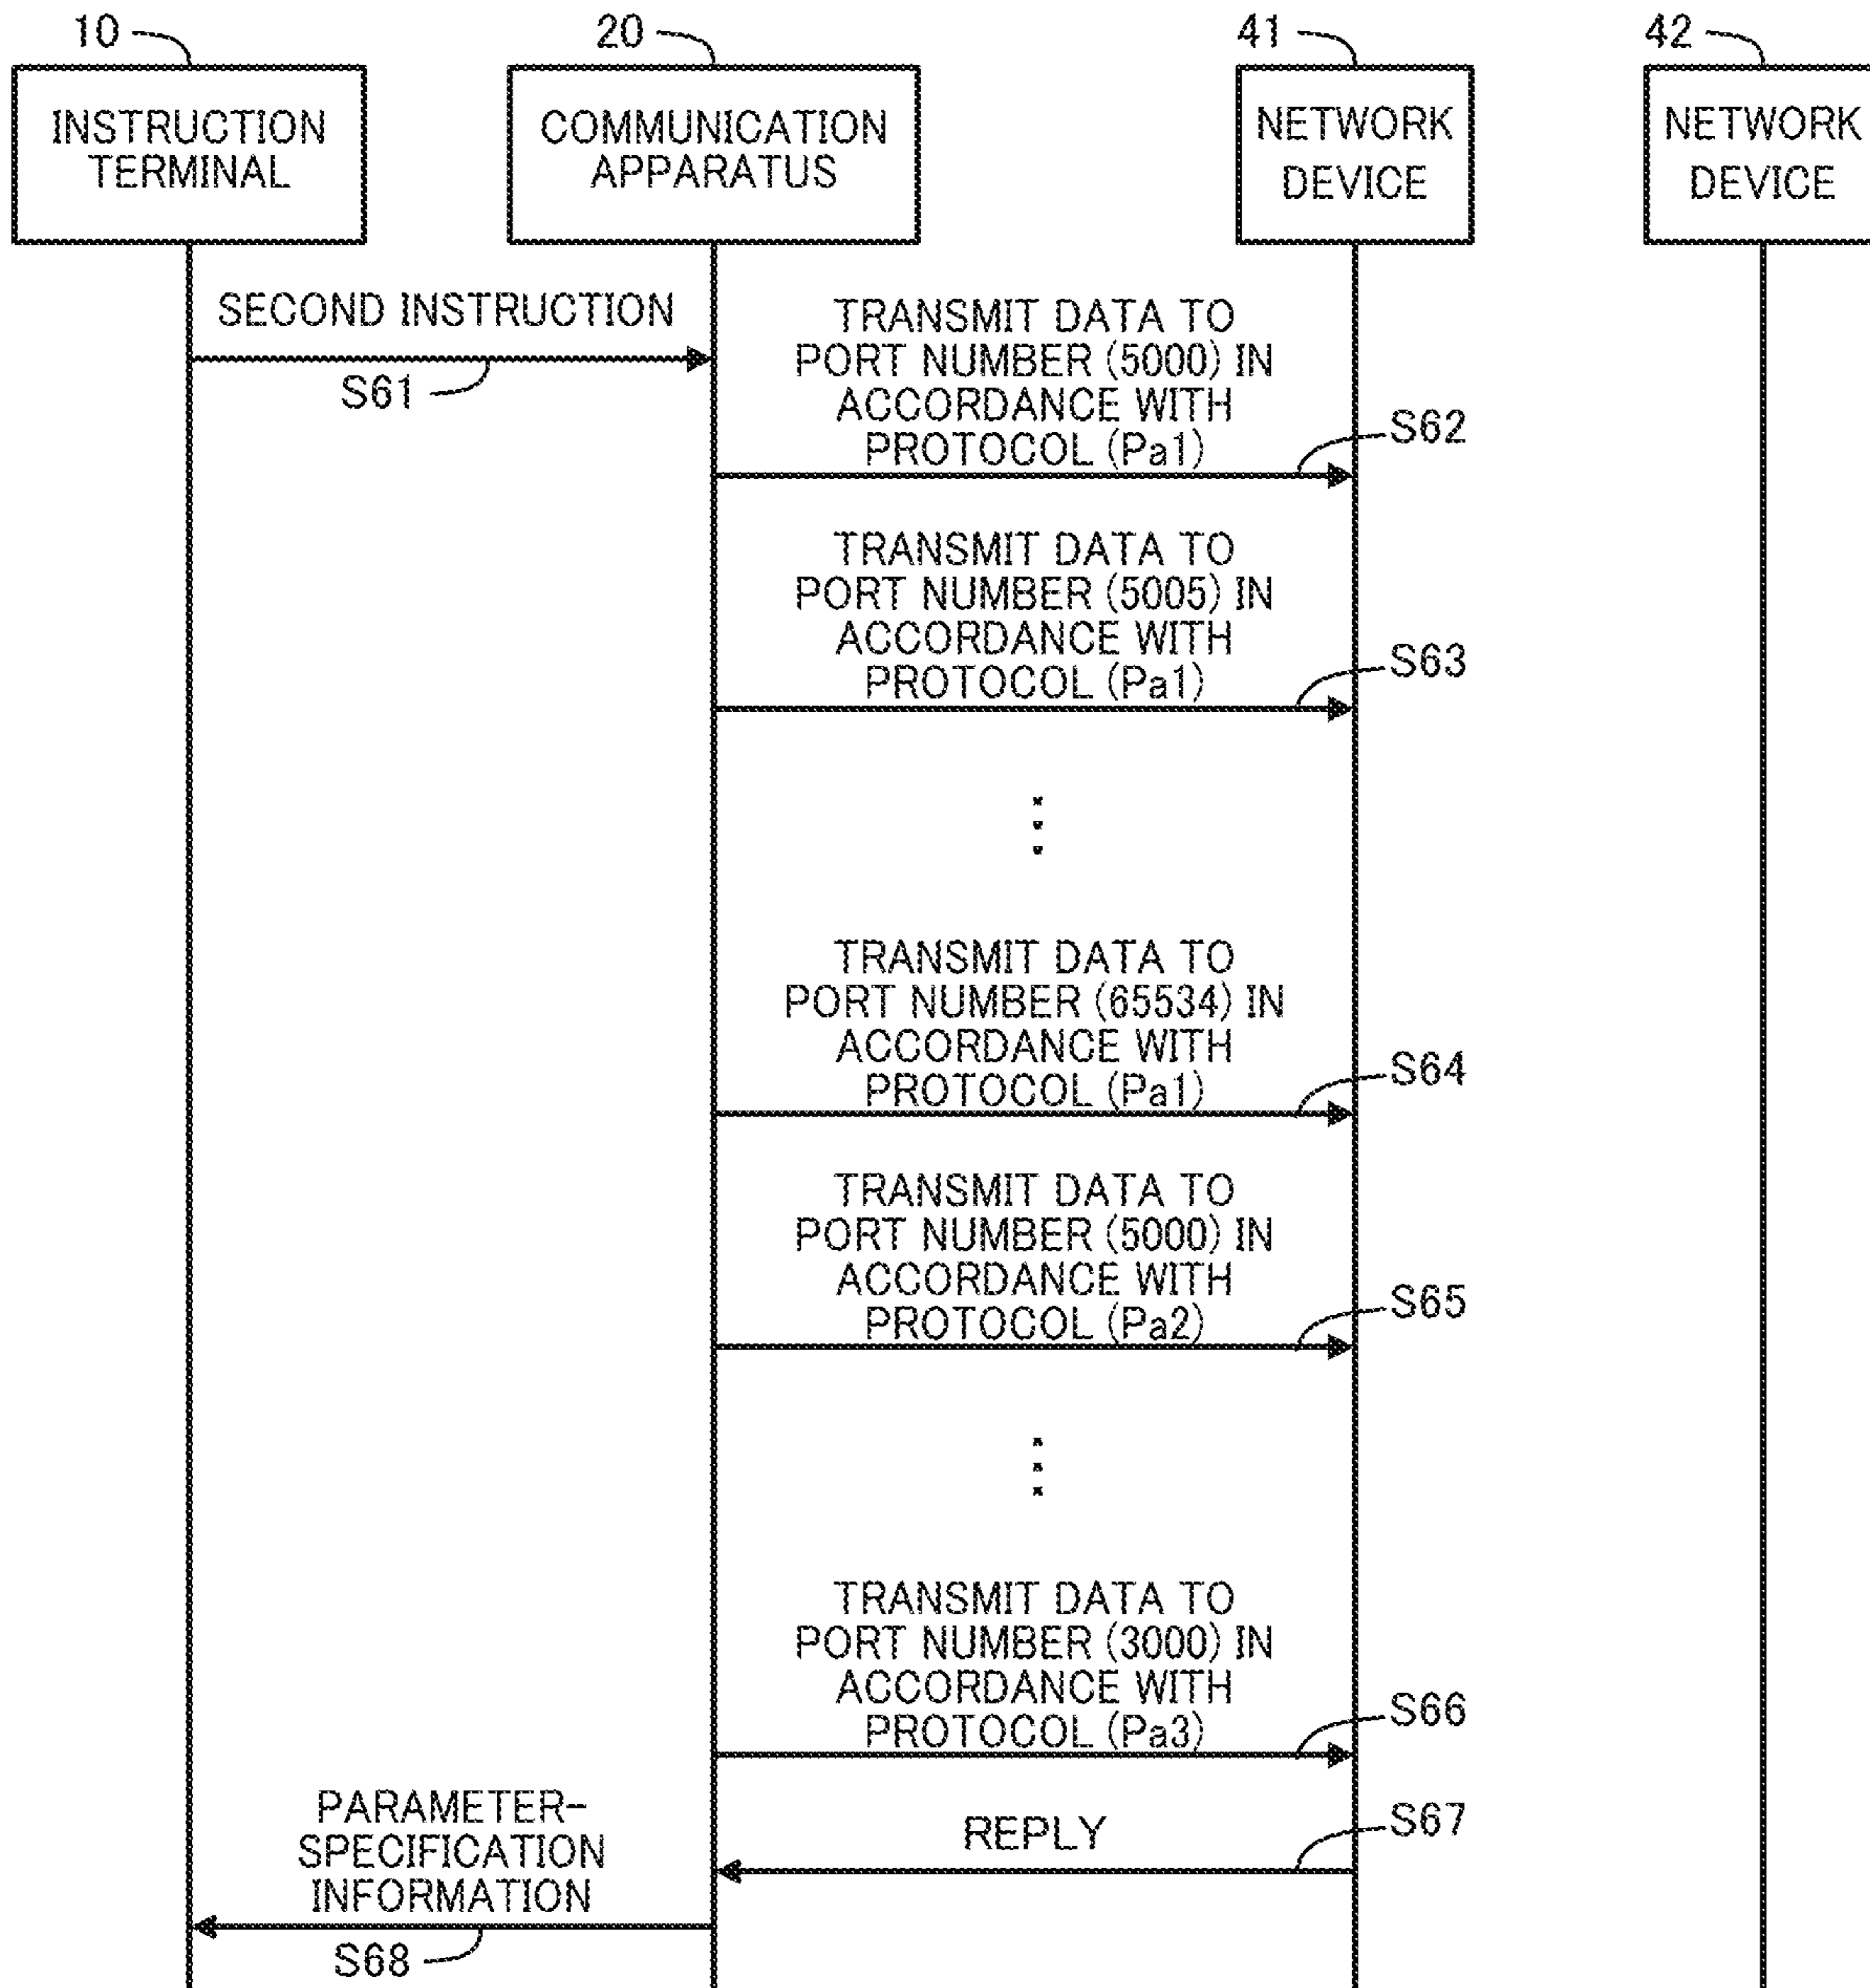 10
20
41
42
INSTRUCTION
TERMINAL
COMMUNICATION
APPARATUS
NETWORK
DEVICE
NETWORK
DEVICE
SECOND INSTRUCTION
S61
TRANSMIT DATA TO
PORT NUMBER (5000) IN
ACCORDANCE WITH
PROTOCOL (Pa1)
S62
TRANSMIT DATA TO
PORT NUMBER (5005) IN
ACCORDANCE WITH
PROTOCOL (Pa1)
S63
TRANSMIT DATA TO
PORT NUMBER (65534) IN
ACCORDANCE WITH
PROTOCOL (Pa1)
S64
TRANSMIT DATA TO
PORT NUMBER (5000) IN
ACCORDANCE WITH
PROTOCOL (Pa2)
S65
TRANSMIT DATA TO
PORT NUMBER (3000) IN
ACCORDANCE WITH
PROTOCOL (Pa3)
S66
REPLY
S67
PARAMETER-
SPECIFICATION
INFORMATION
S68